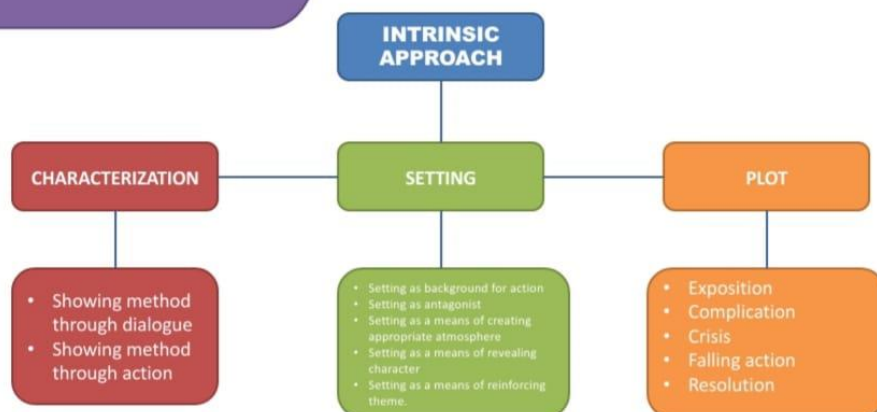 INTRINSIC
APPROACH
CHARACTERIZATION
SETTING
PLOT
• Showing method
through dialogue
• Showing method
through action
• Setting as background for action
• Setting as antagonist
• Setting as a means of creating
appropriate atmosphere
• Setting as a means of revealing
character
• Setting as a means of reinforcing
theme.
• Exposition
• Complication
• Crisis
• Falling action
• Resolution